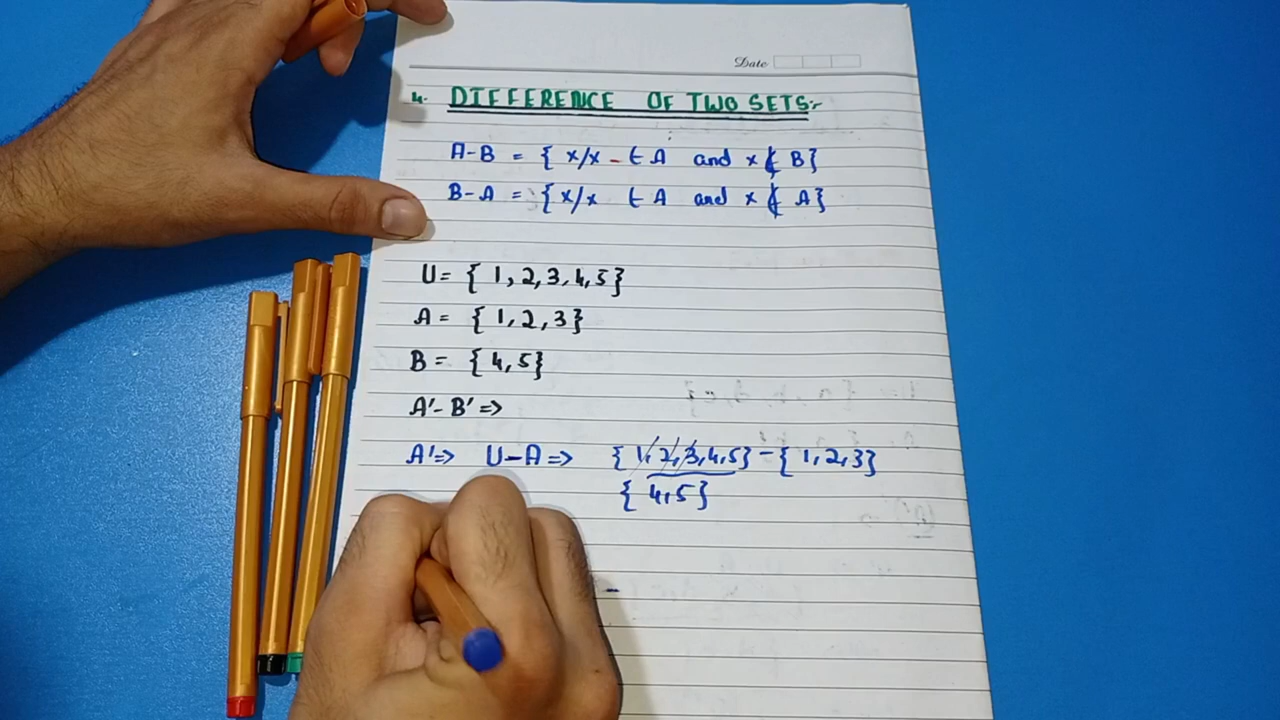 Date
4. DIFFERENCE OF TWO SETS:-
A-B = { x/x - ∈ A and x ∉ B}
B-A = {x/x ∈ A and x ∉ A}
U = { 1, 2, 3, 4, 5}
A = { 1, 2, 3}
B = { 4, 5}
A'- B' =>
A' => U-A => { 1, 2, 3, 4, 5} - { 1, 2, 3}
{ 4, 5}